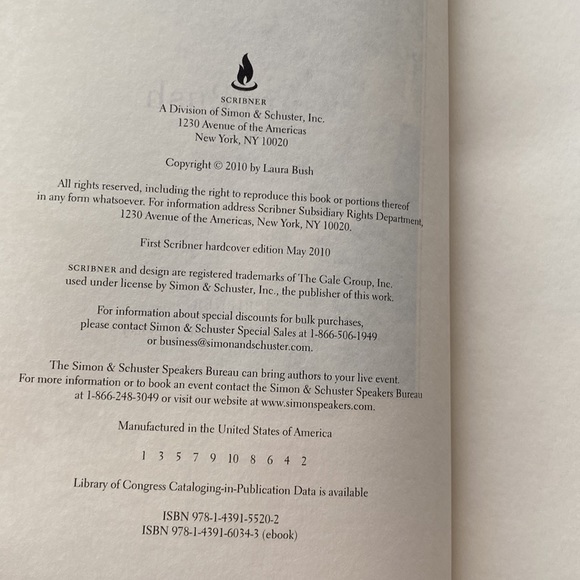 SCRIBNER
A Division of Simon & Schuster, Inc.
1230 Avenue of the Americas
New York, NY 10020
Copyright © 2010 by Laura Bush
All rights reserved, including the right to reproduce this book or portions thereof
in any form whatsoever. For information address Scribner Subsidiary Rights Department,
1230 Avenue of the Americas, New York, NY 10020.
First Scribner hardcover edition May 2010
SCRIBNER and design are registered trademarks of The Gale Group, Inc.
used under license by Simon & Schuster, Inc., the publisher of this work.
For information about special discounts for bulk purchases,
please contact Simon & Schuster Special Sales at 1-866-506-1949
or business@simonandschuster.com.
The Simon & Schuster Speakers Bureau can bring authors to your live event.
For more information or to book an event contact the Simon & Schuster Speakers Bureau
at 1-866-248-3049 or visit our website at www.simonspeakers.com.
Manufactured in the United States of America
1 3 5 7 9 10 8 6 4 2
Library of Congress Cataloging-in-Publication Data is available
ISBN 978-1-4391-5520-2
ISBN 978-1-4391-6034-3 (ebook)